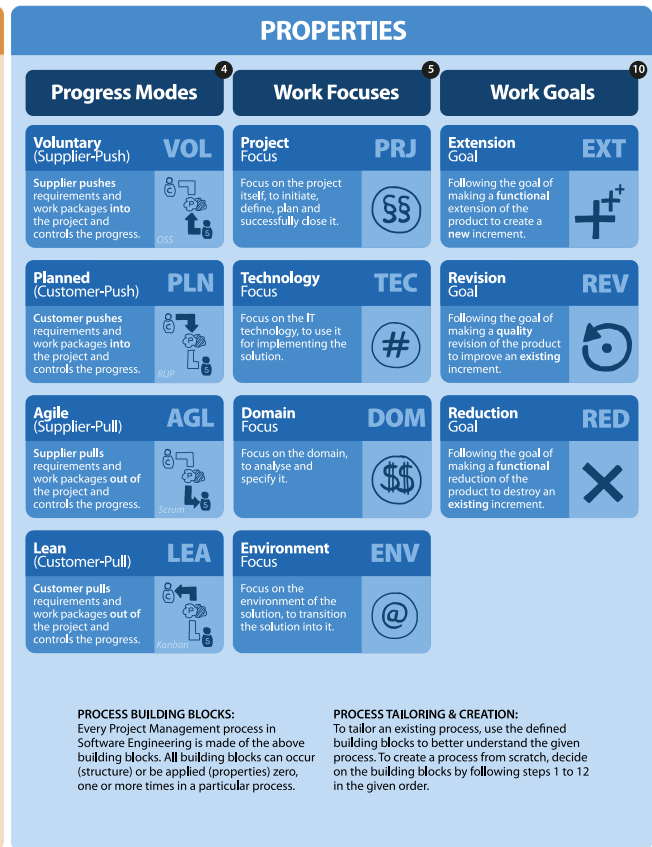 PROPERTIES
4
Progress Modes
5
Work Focuses
10
Work Goals
Voluntary
(Supplier-Push)
VOL
Supplier pushes
requirements and
work packages into
the project and
controls the progress.
C
P
S
OSS
Project
Focus
PRJ
Focus on the project
itself, to initiate,
define, plan and
successfully close it.
§§
Extension
Goal
EXT
Following the goal of
making a functional
extension of the
product to create a
new increment.
Planned
(Customer-Push)
PLN
Customer pushes
requirements and
work packages into
the project and
controls the progress.
C
P
S
RUP
Technology
Focus
TEC
Focus on the IT
technology, to use it
for implementing the
solution.
#
Revision
Goal
REV
Following the goal of
making a quality
revision of the product
to improve an existing
increment.
Agile
(Supplier-Pull)
AGL
Supplier pulls
requirements and
work packages out of
the project and
controls the progress.
C
P
S
Scrum
Domain
Focus
DOM
Focus on the domain,
to analyse and
specify it.
$$
Reduction
Goal
RED
Following the goal of
making a functional
reduction of the
product to destroy an
existing increment.
Lean
(Customer-Pull)
LEA
Customer pulls
requirements and
work packages out of
the project and
controls the progress.
C
P
S
Kanban
Environment
Focus
ENV
Focus on the
environment of the
solution, to transition
the solution into it.
@
PROCESS BUILDING BLOCKS:
Every Project Management process in
Software Engineering is made of the above
building blocks. All building blocks can occur
(structure) or be applied (properties) zero,
one or more times in a particular process.
PROCESS TAILORING & CREATION:
To tailor an existing process, use the defined
building blocks to better understand the given
process. To create a process from scratch, decide
on the building blocks by following steps 1 to 12
in the given order.